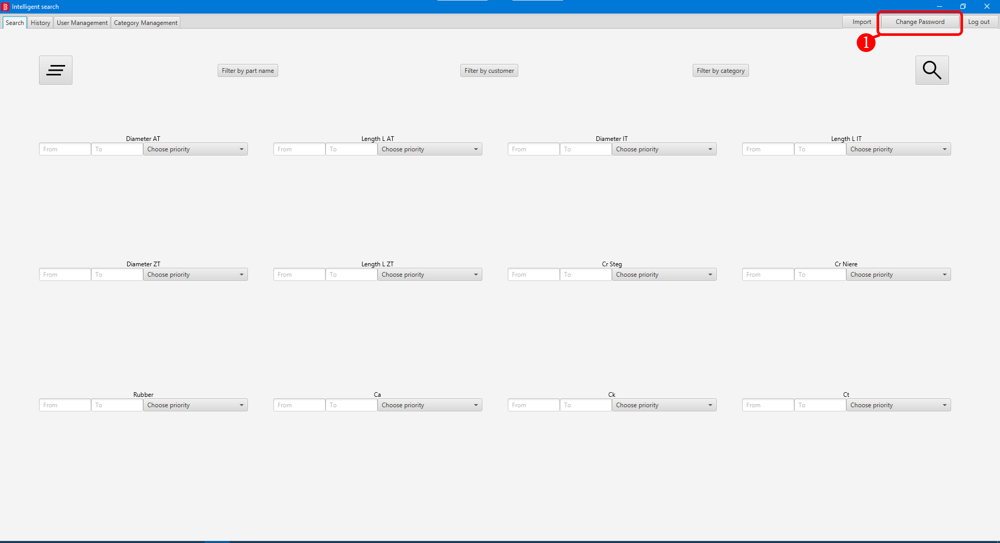 Intelligent search
Search History User Management Category Management Import Change Password Log out
1
Filter by part name Filter by customer Filter by category
Diameter AT Length L AT Diameter IT Length L IT
From To Choose priority From To Choose priority From To Choose priority From To Choose priority
Diameter ZT Length L ZT Cr Steg Cr Niere
From To Choose priority From To Choose priority From To Choose priority From To Choose priority
Rubber Ca Ck Ct
From To Choose priority From To Choose priority From To Choose priority From To Choose priority